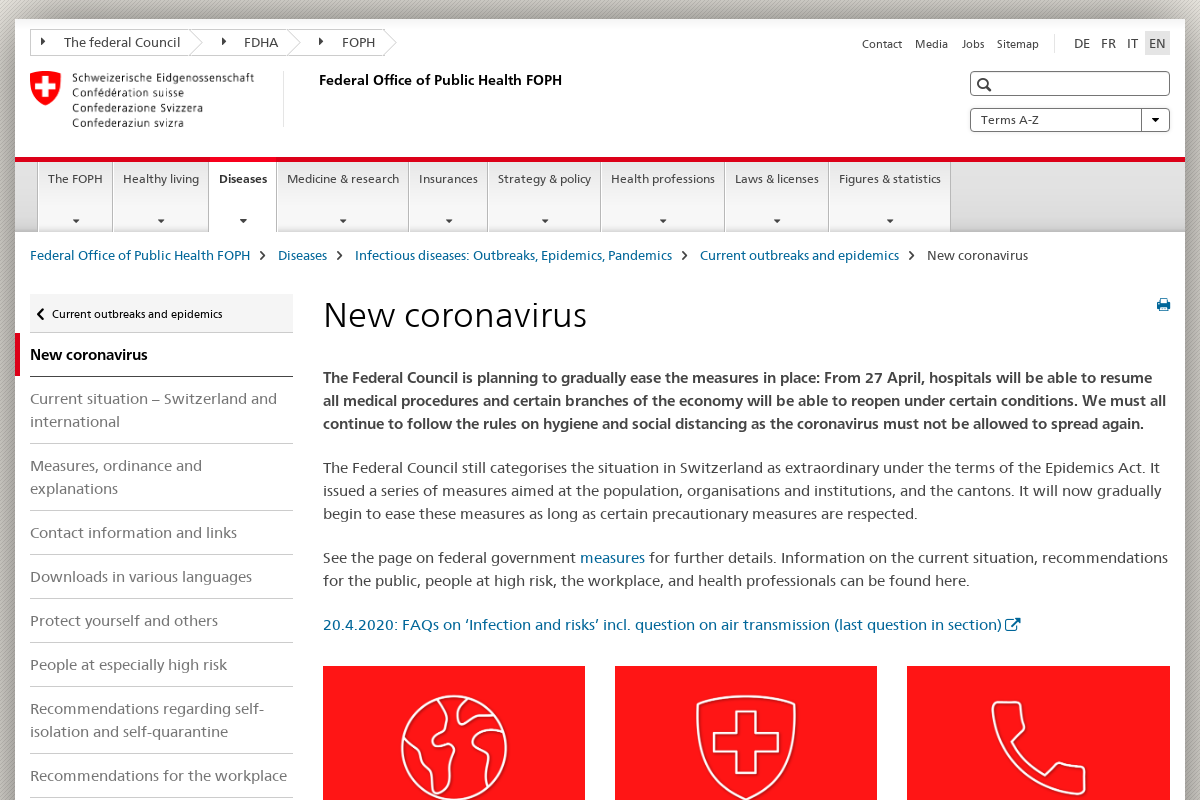 The federal Council
FDHA
FOPH
Contact
Media
Jobs
Sitemap
DE
FR
IT
EN
Schweizerische Eidgenossenschaft
Confédération suisse
Confederazione Svizzera
Confederaziun svizra
Federal Office of Public Health FOPH
Terms A-Z
The FOPH
Healthy living
Diseases
Medicine & research
Insurances
Strategy & policy
Health professions
Laws & licenses
Figures & statistics
Federal Office of Public Health FOPH
Diseases
Infectious diseases: Outbreaks, Epidemics, Pandemics
Current outbreaks and epidemics
New coronavirus
Current outbreaks and epidemics
New coronavirus
Current situation – Switzerland and
international
Measures, ordinance and
explanations
Contact information and links
Downloads in various languages
Protect yourself and others
People at especially high risk
Recommendations regarding self-
isolation and self-quarantine
Recommendations for the workplace
New coronavirus
The Federal Council is planning to gradually ease the measures in place: From 27 April, hospitals will be able to resume
all medical procedures and certain branches of the economy will be able to reopen under certain conditions. We must all
continue to follow the rules on hygiene and social distancing as the coronavirus must not be allowed to spread again.
The Federal Council still categorises the situation in Switzerland as extraordinary under the terms of the Epidemics Act. It
issued a series of measures aimed at the population, organisations and institutions, and the cantons. It will now gradually
begin to ease these measures as long as certain precautionary measures are respected.
See the page on federal government measures for further details. Information on the current situation, recommendations
for the public, people at high risk, the workplace, and health professionals can be found here.
20.4.2020: FAQs on ‘Infection and risks’ incl. question on air transmission (last question in section)